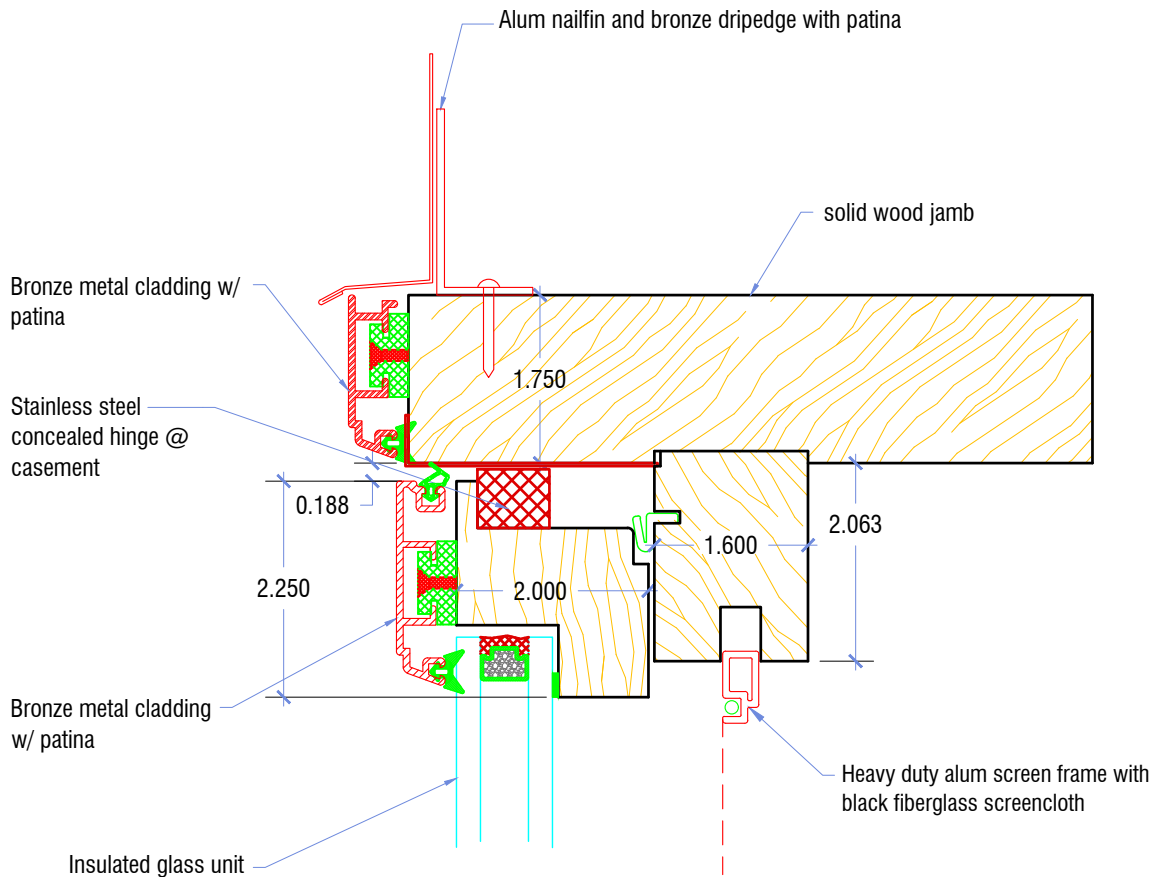 Alum nailfin and bronze dripedge with patina
solid wood jamb
Bronze metal cladding w/
patina
1.750
Stainless steel
concealed hinge @
casement
0.188
2.063
1.600
2.250
2.000
Bronze metal cladding
w/ patina
Heavy duty alum screen frame with
black fiberglass screencloth
Insulated glass unit